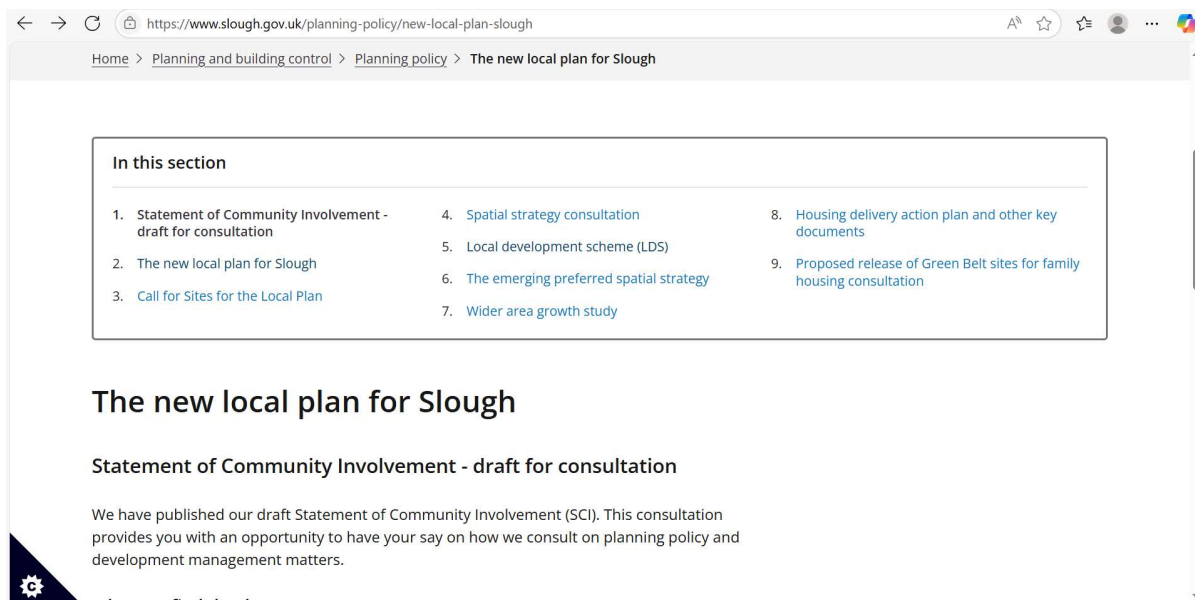 https://www.slough.gov.uk/planning-policy/new-local-plan-slough
Home > Planning and building control > Planning policy > The new local plan for Slough
In this section
1. Statement of Community Involvement -
draft for consultation
2. The new local plan for Slough
3. Call for Sites for the Local Plan
4. Spatial strategy consultation
5. Local development scheme (LDS)
6. The emerging preferred spatial strategy
7. Wider area growth study
8. Housing delivery action plan and other key
documents
9. Proposed release of Green Belt sites for family
housing consultation
The new local plan for Slough
Statement of Community Involvement - draft for consultation
We have published our draft Statement of Community Involvement (SCI). This consultation
provides you with an opportunity to have your say on how we consult on planning policy and
development management matters.